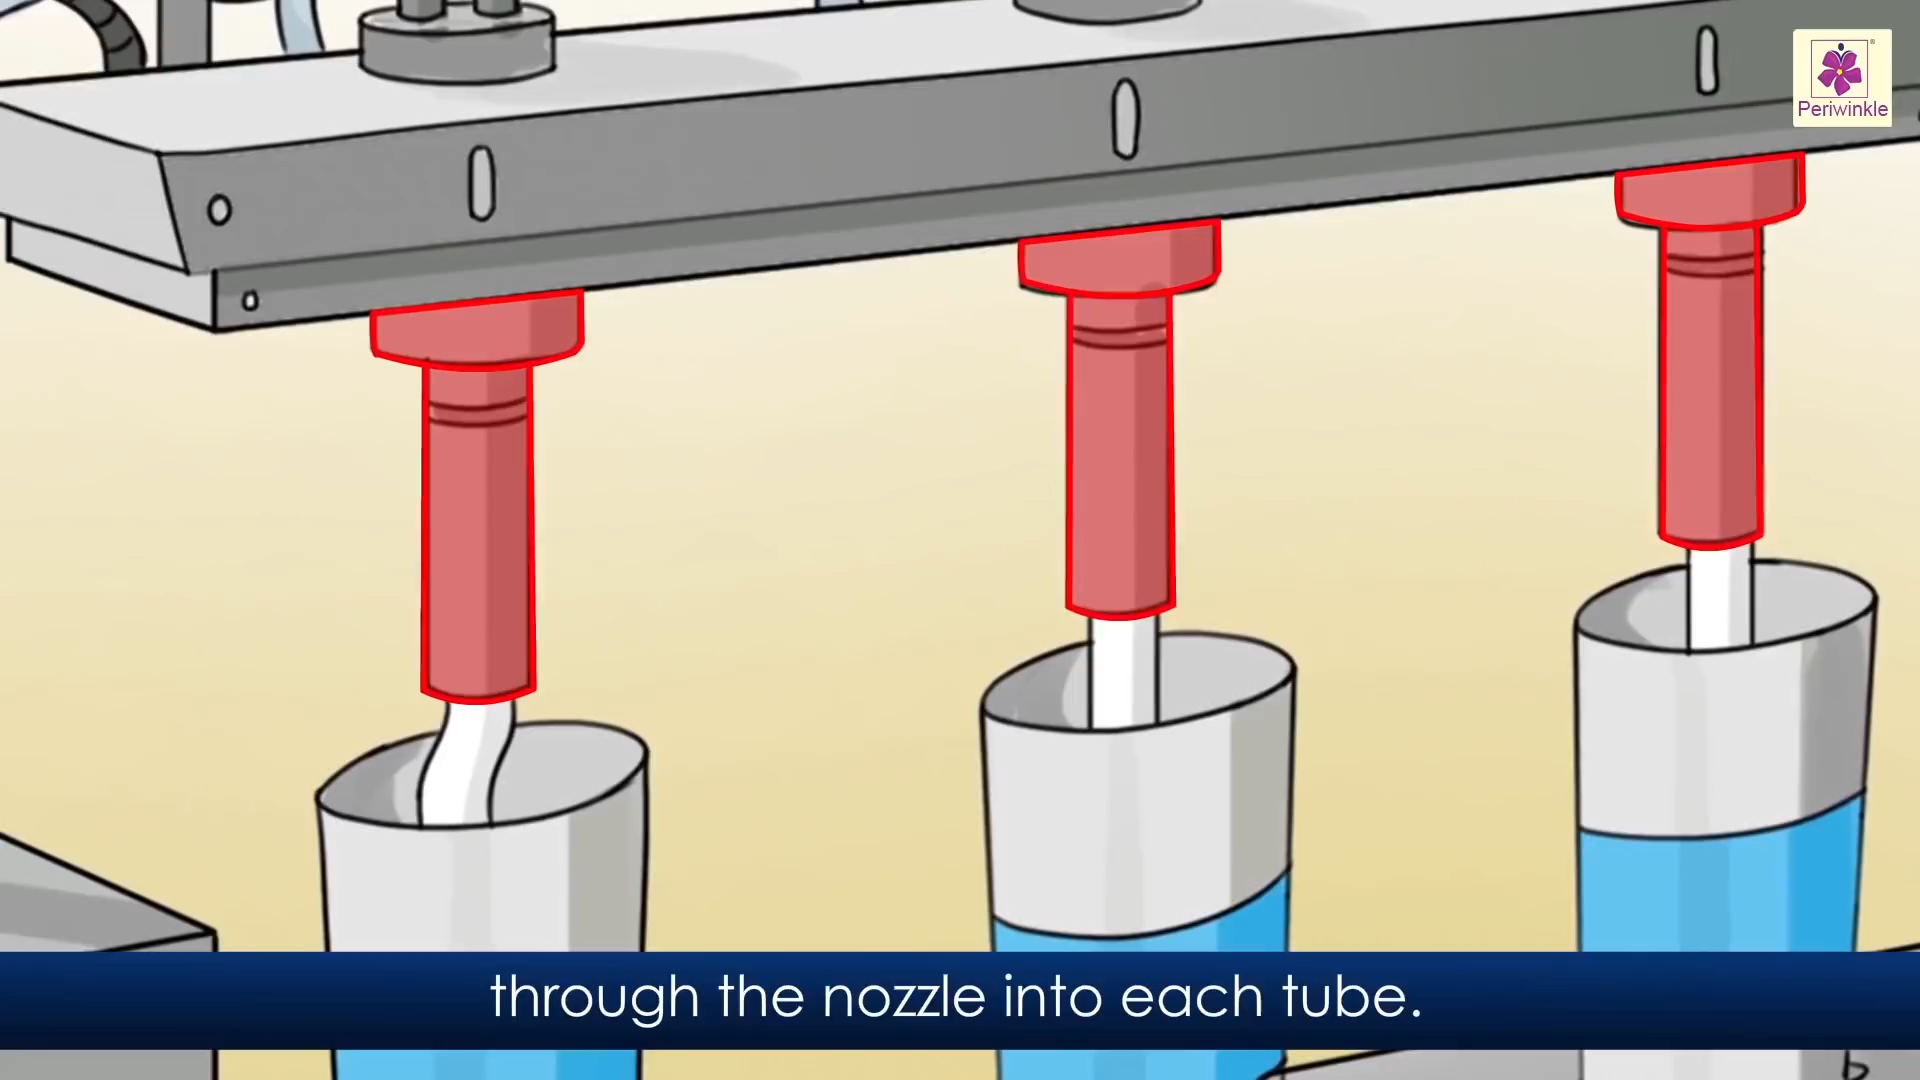 Periwinkle
through the nozzle into each tube.